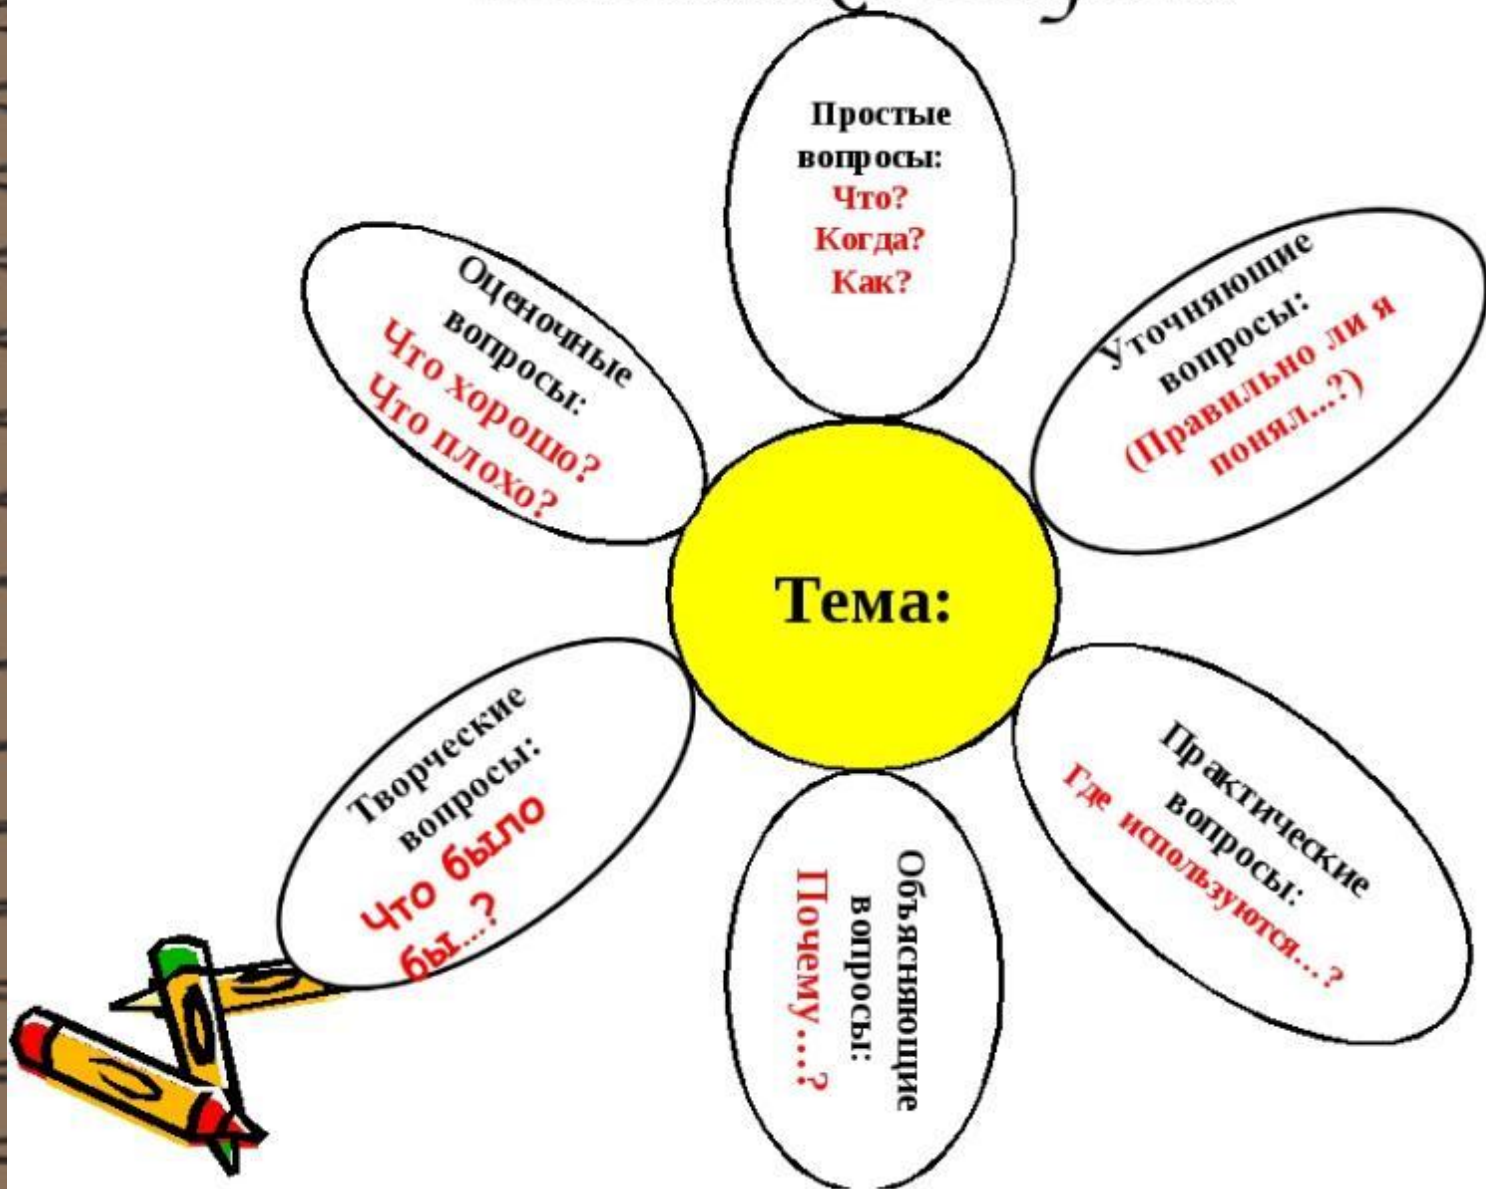 Простые
вопросы:
Что?
Когда?
Как?
Уточняющие
вопросы:
(Правильно ли я
понял...?)
Практические
вопросы:
Где используются...?
Объясняющие
вопросы:
Почему...?
Творческие
вопросы:
Что было
бы...?
Оценочные
вопросы:
Что хорошо?
Что плохо?
Тема: